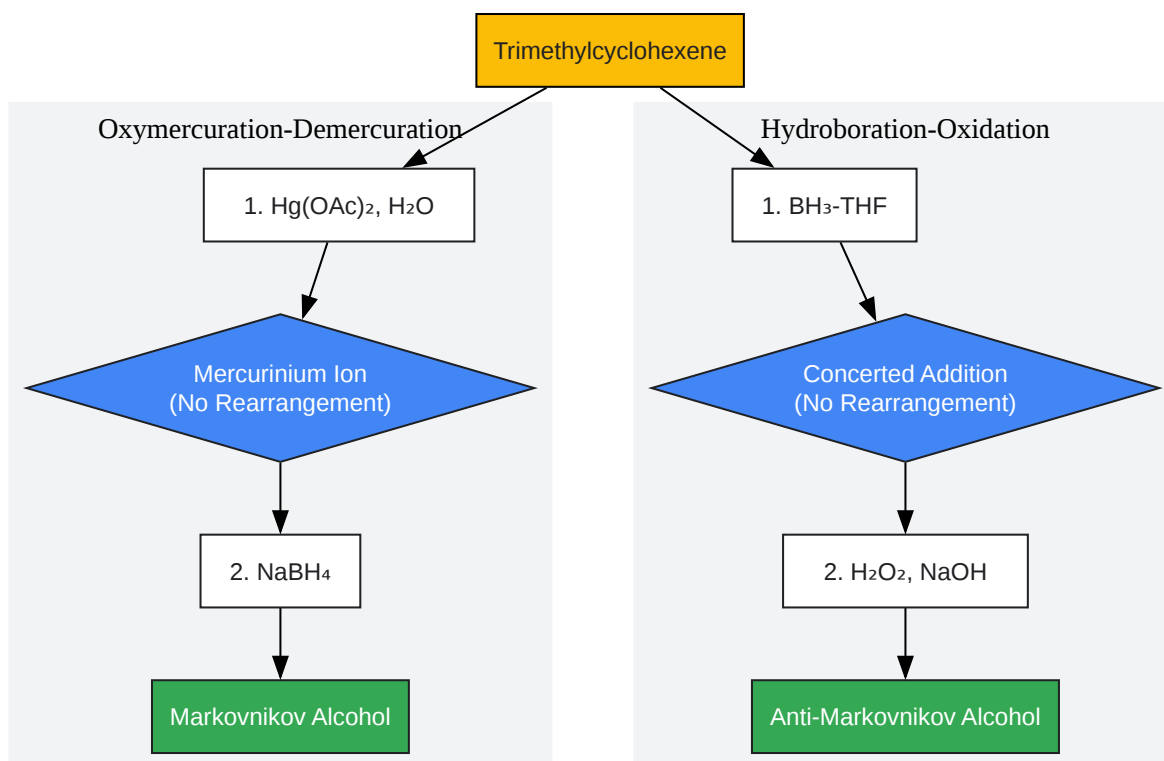 Trimethylcyclohexene
Oxymercuration-Demercuration
1. Hg(OAc)₂, H₂O
Mercurinium Ion
(No Rearrangement)
2. NaBH₄
Markovnikov Alcohol
Hydroboration-Oxidation
1. BH₃-THF
Concerted Addition
(No Rearrangement)
2. H₂O₂, NaOH
Anti-Markovnikov Alcohol